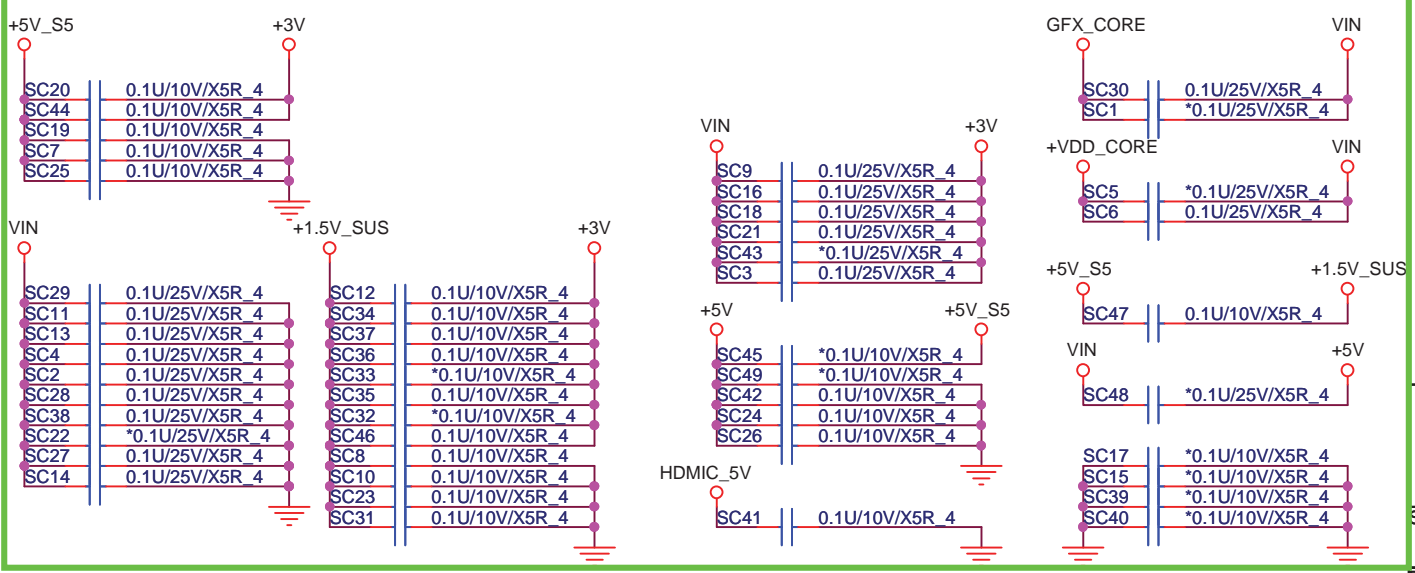 +5V_S5 +3V
SC20 0.1U/10V/X5R_4
SC44 0.1U/10V/X5R_4
SC19 0.1U/10V/X5R_4
SC7 0.1U/10V/X5R_4
SC25 0.1U/10V/X5R_4
VIN
SC29 0.1U/25V/X5R_4
SC11 0.1U/25V/X5R_4
SC13 0.1U/25V/X5R_4
SC4 0.1U/25V/X5R_4
SC2 0.1U/25V/X5R_4
SC28 0.1U/25V/X5R_4
SC38 0.1U/25V/X5R_4
SC22 *0.1U/25V/X5R_4
SC27 0.1U/25V/X5R_4
SC14 0.1U/25V/X5R_4
+1.5V_SUS +3V
SC12 0.1U/10V/X5R_4
SC34 0.1U/10V/X5R_4
SC37 0.1U/10V/X5R_4
SC36 0.1U/10V/X5R_4
SC33 *0.1U/10V/X5R_4
SC35 0.1U/10V/X5R_4
SC32 *0.1U/10V/X5R_4
SC46 0.1U/10V/X5R_4
SC8 0.1U/10V/X5R_4
SC10 0.1U/10V/X5R_4
SC23 0.1U/10V/X5R_4
SC31 0.1U/10V/X5R_4
VIN +3V
SC9 0.1U/25V/X5R_4
SC16 0.1U/25V/X5R_4
SC18 0.1U/25V/X5R_4
SC21 0.1U/25V/X5R_4
SC43 *0.1U/25V/X5R_4
SC3 0.1U/25V/X5R_4
+5V +5V_S5
SC45 *0.1U/10V/X5R_4
SC49 *0.1U/10V/X5R_4
SC42 0.1U/10V/X5R_4
SC24 0.1U/10V/X5R_4
SC26 0.1U/10V/X5R_4
HDMIC_5V
SC41 0.1U/10V/X5R_4
GFX_CORE VIN
SC30 0.1U/25V/X5R_4
SC1 *0.1U/25V/X5R_4
+VDD_CORE VIN
SC5 *0.1U/25V/X5R_4
SC6 0.1U/25V/X5R_4
+5V_S5 +1.5V_SUS
SC47 0.1U/10V/X5R_4
VIN +5V
SC48 *0.1U/25V/X5R_4
SC17 *0.1U/10V/X5R_4
SC15 *0.1U/10V/X5R_4
SC39 *0.1U/10V/X5R_4
SC40 *0.1U/10V/X5R_4